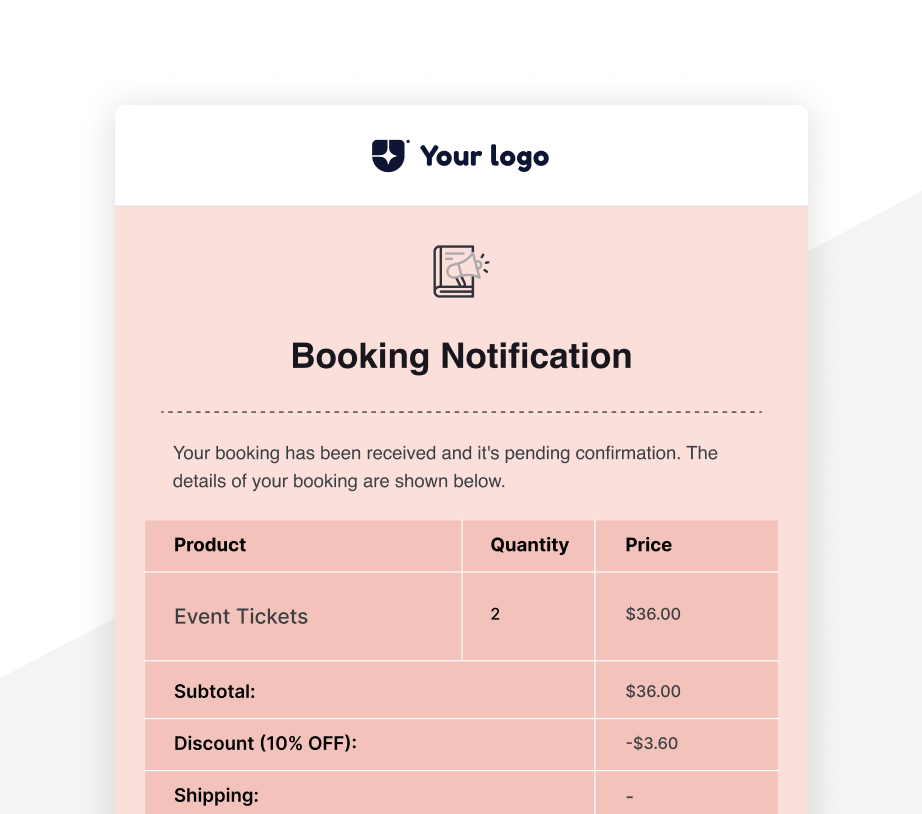 Your logo
Booking Notification
Your booking has been received and it's pending confirmation. The
details of your booking are shown below.
Product Quantity Price
Event Tickets 2 $36.00
Subtotal: $36.00
Discount (10% OFF): -$3.60
Shipping: -